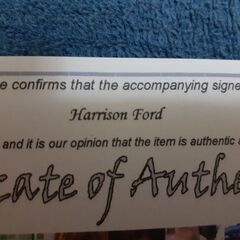 e confirms that the accompanying signe
Harrison Ford
and it is our opinion that the item is authentic a
cate of Authe